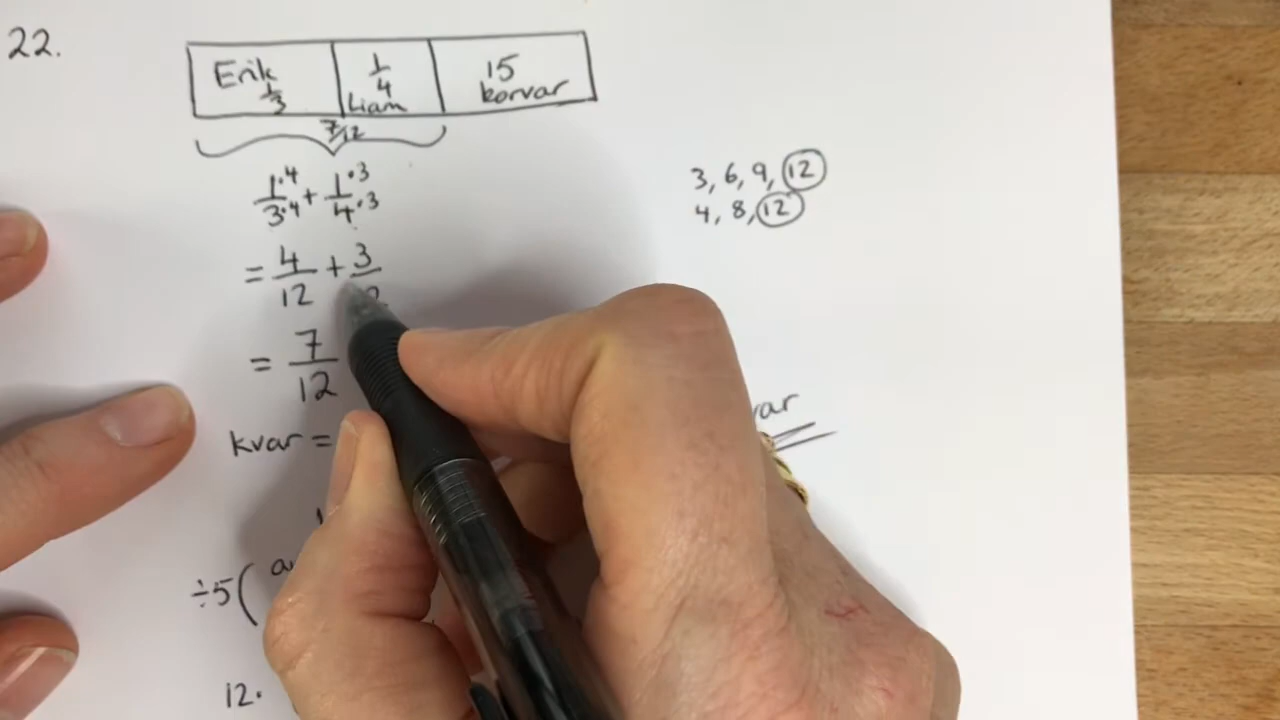 22.
Erik 1/3 1/4 Liam 15 korvar
7/12
1·4/3·4 + 1·3/4·3
3, 6, 9, 12
4, 8, 12
= 4/12 + 3/
= 7/12
kvar =
÷5(
12·